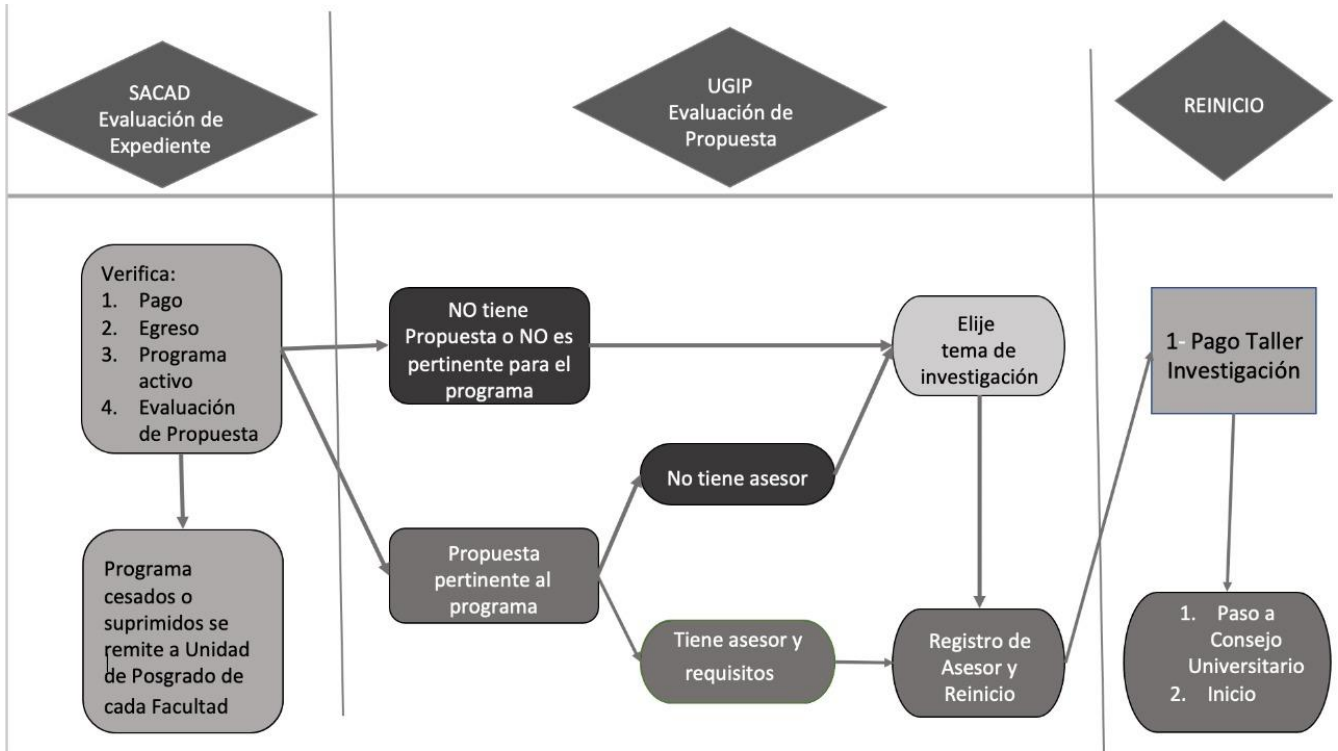 SACAD
Evaluación de
Expediente
UGIP
Evaluación de
Propuesta
REINICIO
Verifica:
1. Pago
2. Egreso
3. Programa
activo
4. Evaluación
de Propuesta
Programa
cesados o
suprimidos se
remite a Unidad
de Posgrado de
cada Facultad
NO tiene
Propuesta o NO es
pertinente para el
programa
Propuesta
pertinente al
programa
No tiene asesor
Tiene asesor y
requisitos
Elije
tema de
investigación
Registro de
Asesor y
Reinicio
1- Pago Taller
Investigación
1. Paso a
Consejo
Universitario
2. Inicio